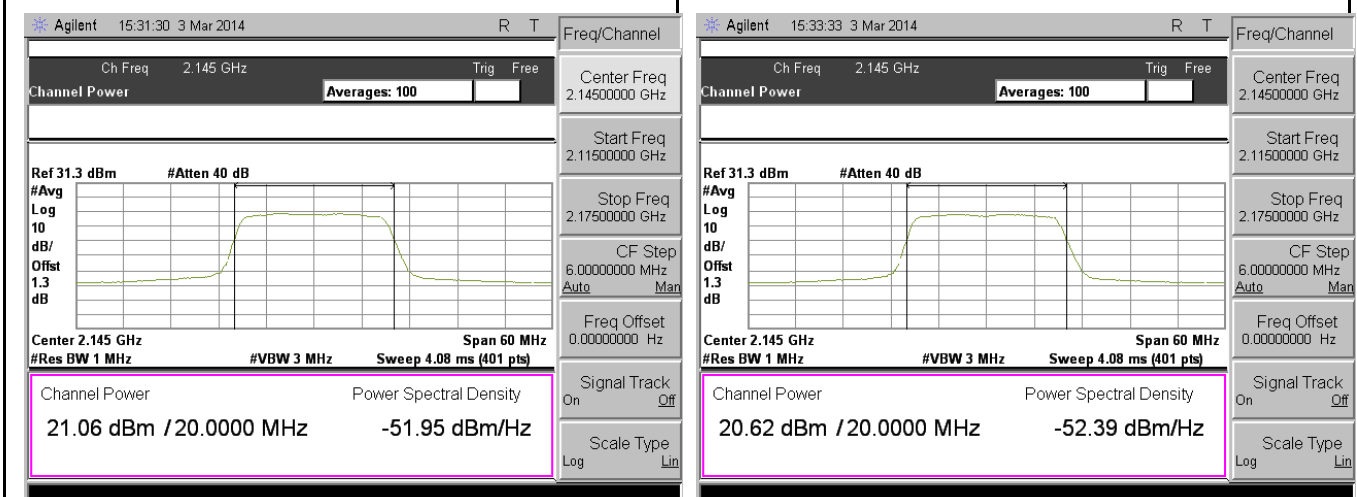 Agilent 15:31:30 3 Mar 2014 R T
Ch Freq 2.145 GHz Trig Free
Channel Power Averages: 100
Ref 31.3 dBm #Atten 40 dB
#Avg
Log
10
dB/
Offst
1.3
dB
Center 2.145 GHz Span 60 MHz
#Res BW 1 MHz #VBW 3 MHz Sweep 4.08 ms (401 pts)
Channel Power Power Spectral Density
21.06 dBm / 20.0000 MHz -51.95 dBm/Hz
Freq/Channel
Center Freq
2.14500000 GHz
Start Freq
2.11500000 GHz
Stop Freq
2.17500000 GHz
CF Step
6.00000000 MHz
Auto Man
Freq Offset
0.00000000 Hz
Signal Track
On Off
Scale Type
Log Lin
Agilent 15:33:33 3 Mar 2014 R T
Ch Freq 2.145 GHz Trig Free
Channel Power Averages: 100
Ref 31.3 dBm #Atten 40 dB
#Avg
Log
10
dB/
Offst
1.3
dB
Center 2.145 GHz Span 60 MHz
#Res BW 1 MHz #VBW 3 MHz Sweep 4.08 ms (401 pts)
Channel Power Power Spectral Density
20.62 dBm / 20.0000 MHz -52.39 dBm/Hz
Freq/Channel
Center Freq
2.14500000 GHz
Start Freq
2.11500000 GHz
Stop Freq
2.17500000 GHz
CF Step
6.00000000 MHz
Auto Man
Freq Offset
0.00000000 Hz
Signal Track
On Off
Scale Type
Log Lin